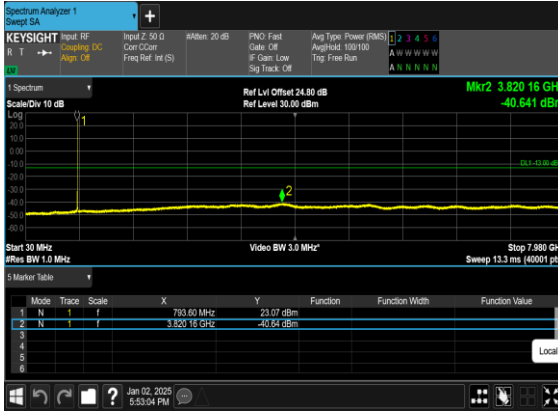 Spectrum Analyzer 1
Swept SA
+
KEYSIGHT Input: RF Input Z: 50 Ω #Atten: 20 dB PNO: Fast Avg Type: Power (RMS) 1 2 3 4 5 6
R T Coupling: DC Corr CCorr Gate: Off Avg|Hold: 100/100 A W W W W W
Align: Off Freq Ref: Int (S) IF Gain: Low Trig: Free Run
Sig Track: Off A N N N N N
1 Spectrum Ref Lvl Offset 24.80 dB Mkr2 3.820 16 GH
Scale/Div 10 dB Ref Level 30.00 dBm -40.641 dB
Log
20.0
10.0
0.00
-10.0
-20.0
-30.0
-40.0
-50.0
-60.0
1
DL1 -13.00 dB
2
Start 30 MHz Video BW 3.0 MHz* Stop 7.980 GH
#Res BW 1.0 MHz Sweep 13.3 ms (40001 pt
5 Marker Table
Mode Trace Scale X Y Function Function Width Function Value
1 N 1 f 793.60 MHz 23.07 dBm
2 N 1 f 3.820 16 GHz -40.64 dBm
3
4
5
6
Local
? Jan 02, 2025
5:53:04 PM